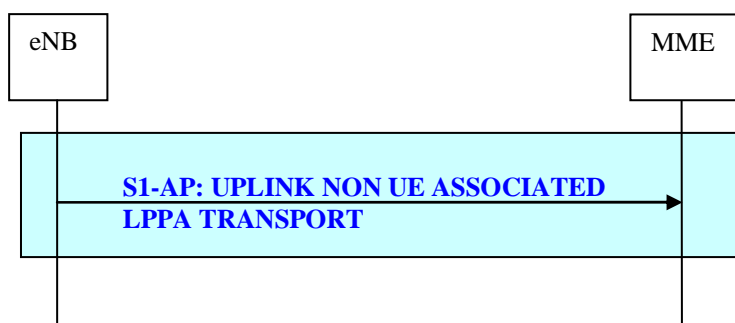 eNB
MME
S1-AP: UPLINK NON UE ASSOCIATED
LPPA TRANSPORT